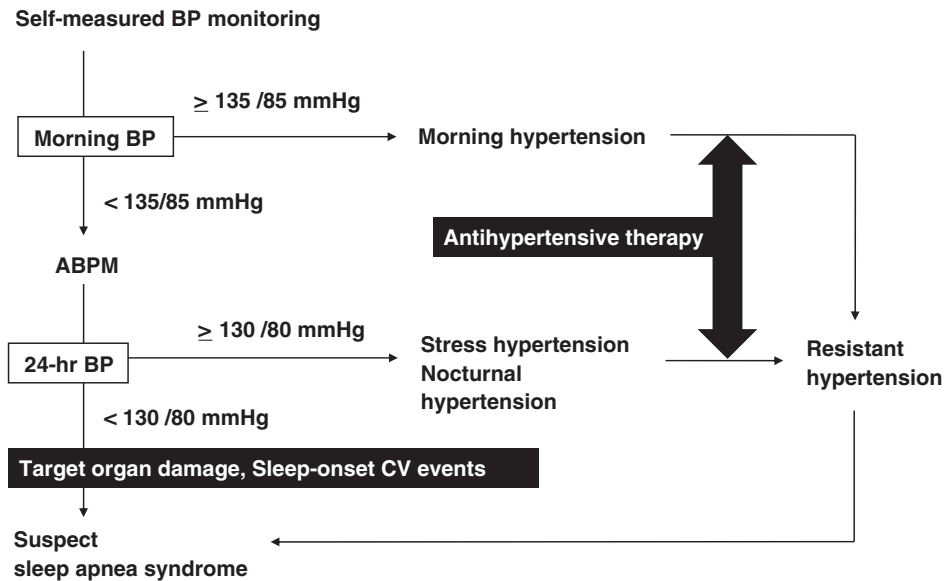 Self-measured BP monitoring
≥ 135 /85 mmHg
Morning BP
Morning hypertension
< 135/85 mmHg
Antihypertensive therapy
ABPM
≥ 130 /80 mmHg
24-hr BP
Stress hypertension
Nocturnal
hypertension
Resistant
hypertension
< 130 /80 mmHg
Target organ damage, Sleep-onset CV events
Suspect
sleep apnea syndrome